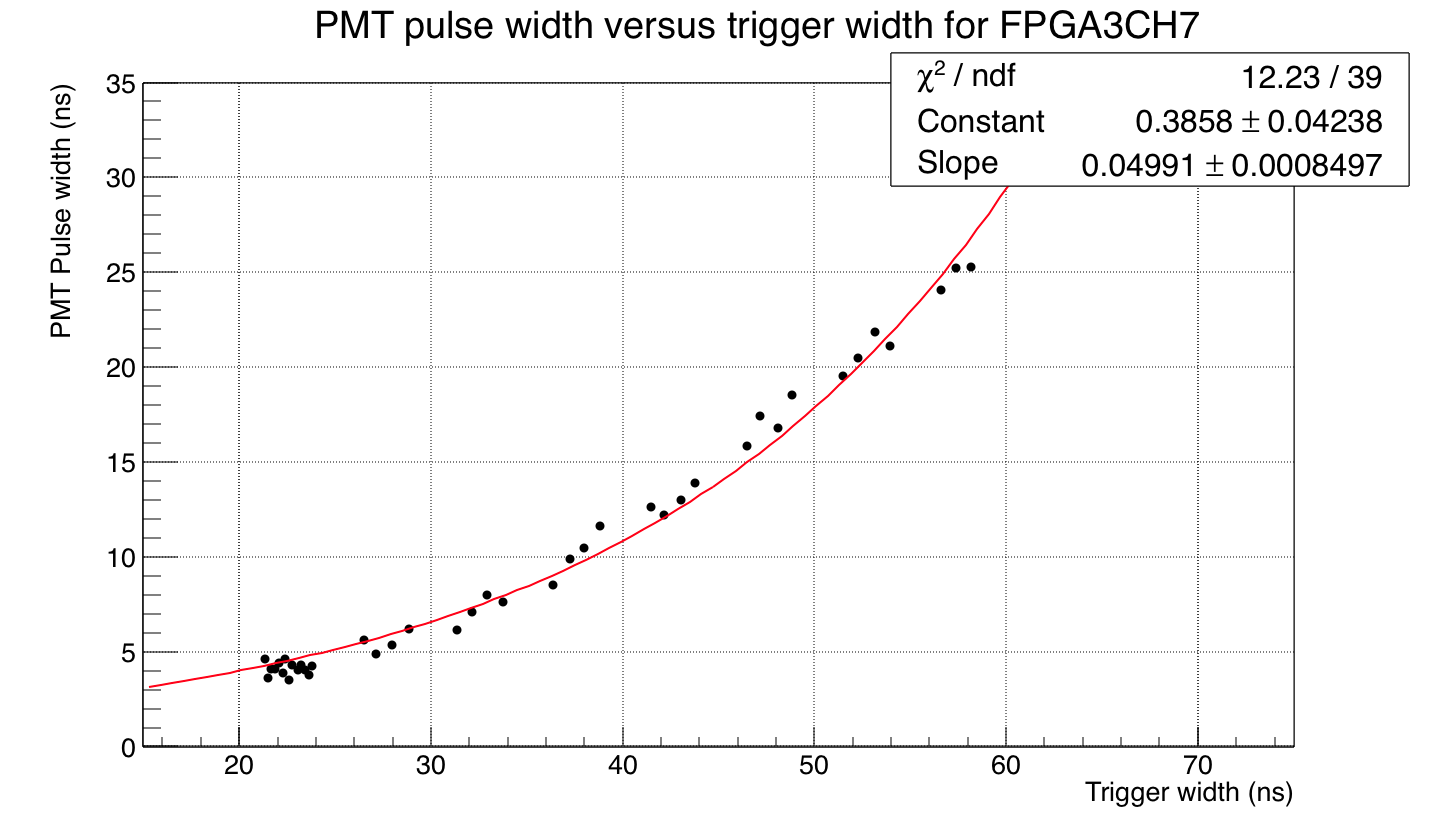 PMT pulse width versus trigger width for FPGA3CH7
χ² / ndf 12.23 / 39
Constant 0.3858 ± 0.04238
Slope 0.04991 ± 0.0008497
PMT Pulse width (ns)
35
30
25
20
15
10
5
0
20 30 40 50 60 70
Trigger width (ns)